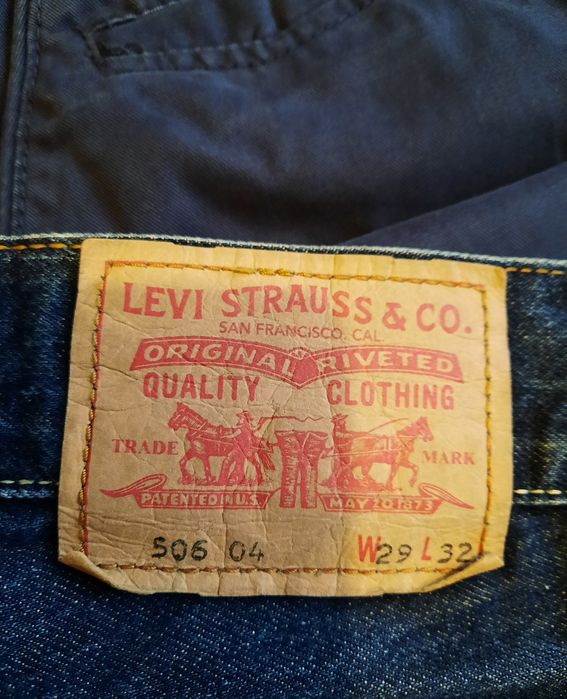 LEVI STRAUSS & CO.
SAN FRANCISCO, CAL.
ORIGINAL RIVETED
QUALITY CLOTHING
TRADE MARK
PATENTED IN U.S. MAY 20 1873
506 04 W29 L32